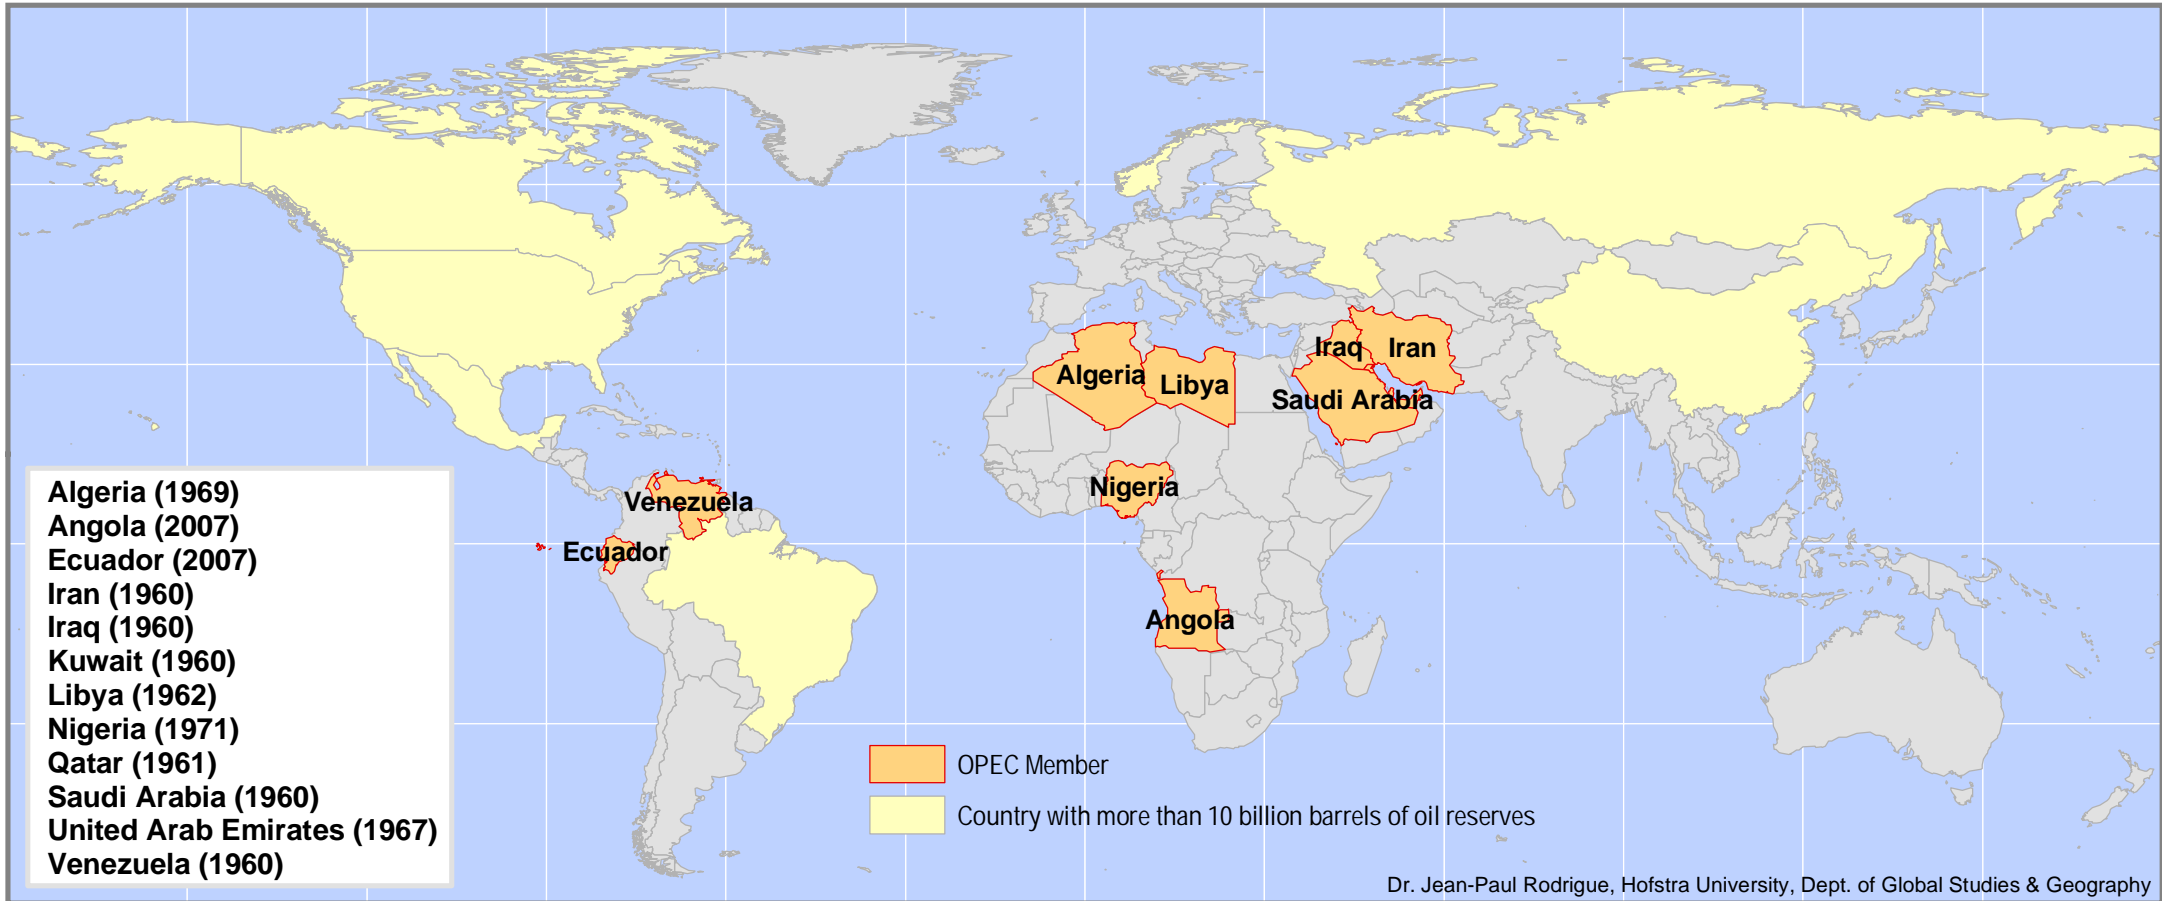 Iraq
Iran
Algeria
Libya
Saudi Arabia
Nigeria
Venezuela
Ecuador
Angola
Algeria (1969)
Angola (2007)
Ecuador (2007)
Iran (1960)
Iraq (1960)
Kuwait (1960)
Libya (1962)
Nigeria (1971)
Qatar (1961)
Saudi Arabia (1960)
United Arab Emirates (1967)
Venezuela (1960)
OPEC Member
Country with more than 10 billion barrels of oil reserves
Dr. Jean-Paul Rodrigue, Hofstra University, Dept. of Global Studies & Geography